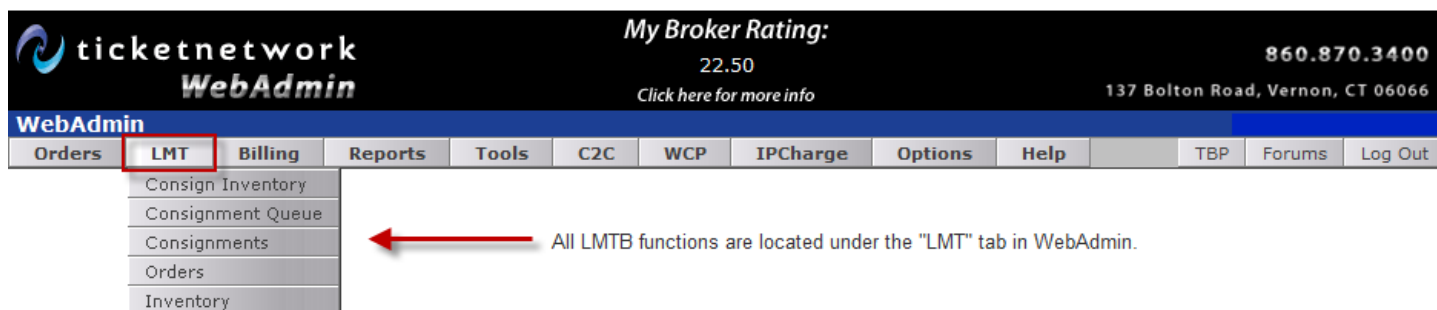 ticketnetwork
WebAdmin
My Broker Rating:
22.50
Click here for more info
860.870.3400
137 Bolton Road, Vernon, CT 06066
WebAdmin
Orders LMT Billing Reports Tools C2C WCP IPCharge Options Help TBP Forums Log Out
Consign Inventory
Consignment Queue
Consignments
Orders
Inventory
All LMTB functions are located under the "LMT" tab in WebAdmin.